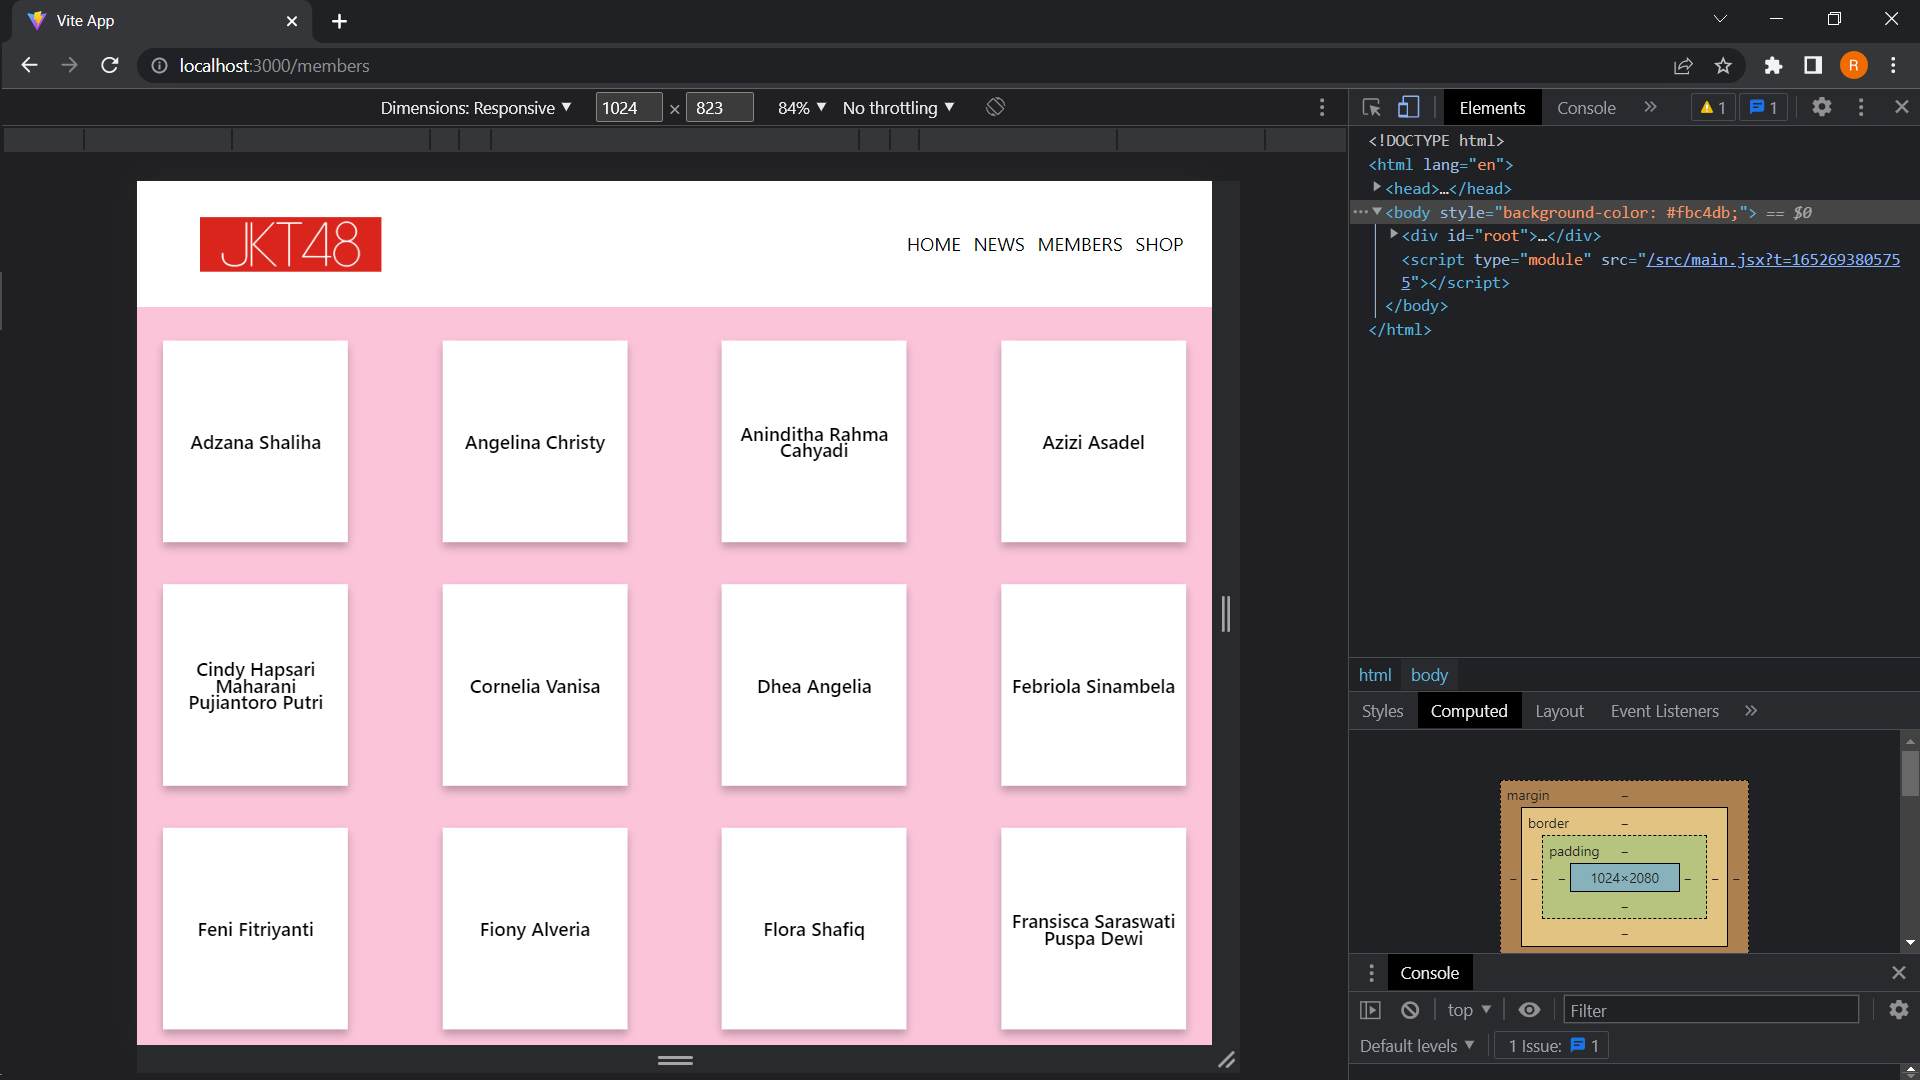 Vite App
localhost:3000/members
R
Dimensions: Responsive 1024 × 823 84% No throttling
Elements Console 1 1
<!DOCTYPE html>
<html lang="en">
<head>…</head>
<body style="background-color: #fbc4db;"> == $0
<div id="root">…</div>
<script type="module" src="/src/main.jsx?t=165269380575
5"></script>
</body>
</html>
JKT48
HOME NEWS MEMBERS SHOP
Adzana Shaliha
Angelina Christy
Aninditha Rahma
Cahyadi
Azizi Asadel
Cindy Hapsari
Maharani
Pujiantoro Putri
Cornelia Vanisa
Dhea Angelia
Febriola Sinambela
Feni Fitriyanti
Fiony Alveria
Flora Shafiq
Fransisca Saraswati
Puspa Dewi
html body
Styles Computed Layout Event Listeners
margin –
border –
padding –
– – – 1024×2080 – – –
–
–
Console
top Filter
Default levels 1 Issue: 1